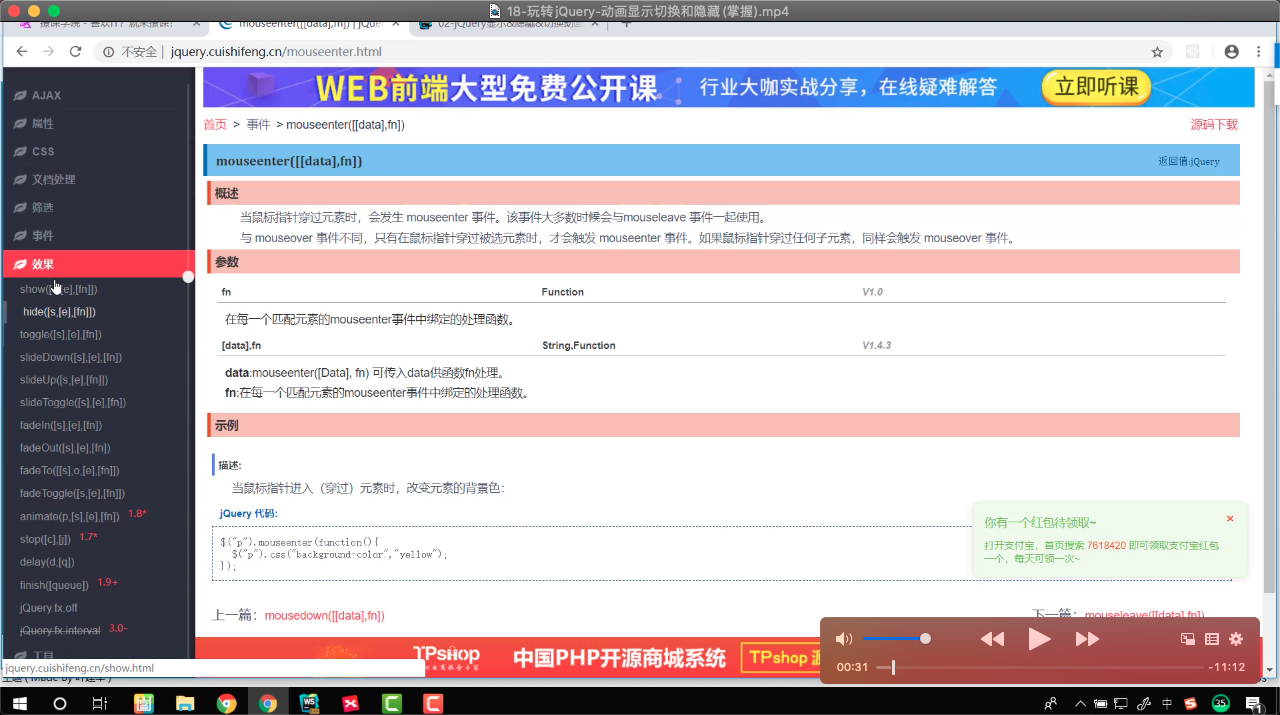 18-玩转jQuery-动画显示切换和隐藏(掌握).mp4
mouseenter([[data],fn) | jQuer
不安全 | jquery.cuishifeng.cn/mouseenter.html
AJAX
属性
CSS
文档处理
筛选
事件
效果
hide([s,[e],[fn]])
toggle([s],[e],[fn])
slideDown([s],[e],[fn])
slideUp([s,[e],[fn]])
slideToggle([s],[e],[fn])
fadeIn([s],[e],[fn])
fadeOut([s],[e],[fn])
fadeTo([[s],o,[e],[fn]])
fadeToggle([s,[e],[fn]])
animate(p,[s],[e],[fn]) 1.8*
stop([c],[j]) 1.7*
delay(d,[q])
finish([queue]) 1.9+
jQuery.fx.off
jQuery.fx.interval 3.0-
工具
jquery.cuishifeng.cn/show.html
WEB前端大型免费公开课 行业大咖实战分享，在线疑难解答 立即听课
首页 > 事件 > mouseenter([[data],fn])
源码下载
mouseenter([[data],fn])
返回值:jQuery
概述
当鼠标指针穿过元素时，会发生 mouseenter 事件。该事件大多数时候会与mouseleave 事件一起使用。
与 mouseover 事件不同，只有在鼠标指针穿过被选元素时，才会触发 mouseenter 事件。如果鼠标指针穿过任何子元素，同样会触发 mouseover 事件。
参数
fn Function V1.0
在每一个匹配元素的mouseenter事件中绑定的处理函数。
[data],fn String,Function V1.4.3
data:mouseenter([Data], fn) 可传入data供函数fn处理。
fn:在每一个匹配元素的mouseenter事件中绑定的处理函数。
示例
描述:
当鼠标指针进入（穿过）元素时，改变元素的背景色：
jQuery 代码:
$("p").mouseenter(function(){
$("p").css("background-color","yellow");
});
你有一个红包待领取~
打开支付宝，首页搜索 7618420 即可领取支付宝红包
一个，每天可领一次~
上一篇：mousedown([[data],fn])
下一篇：mouseleave([[data],fn])
TPshop 中国PHP开源商城系统 TPshop
00:31
-11:12
中
35
1